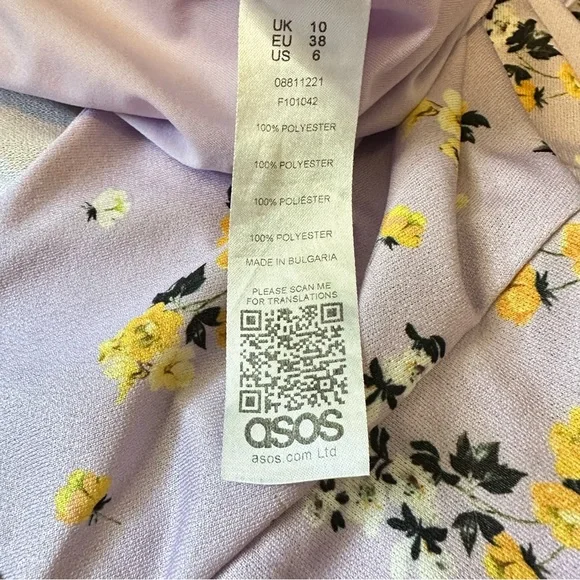 UK 10
EU 38
US 6
08811221
F101042
100% POLYESTER
100% POLYESTER
100% POLIÉSTER
100% POLYESTER
MADE IN BULGARIA
PLEASE SCAN ME
FOR TRANSLATIONS
asos
asos.com Ltd